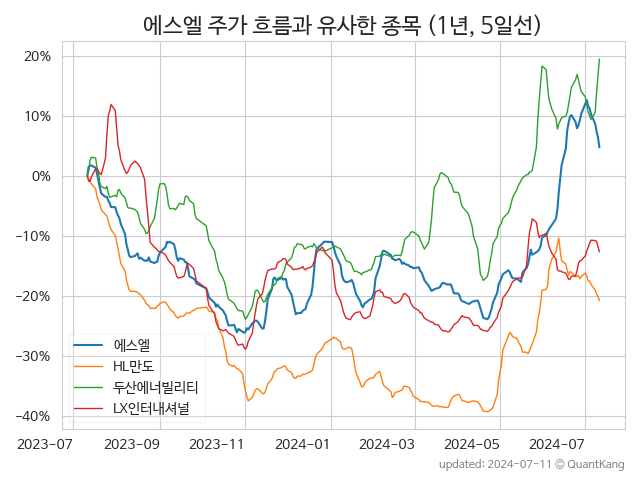 에스엘 주가 흐름과 유사한 종목 (1년, 5일선)
20%
10%
0%
−10%
−20%
−30%
−40%
에스엘
HL만도
두산에너빌리티
LX인터내셔널
2023-07
2023-09
2023-11
2024-01
2024-03
2024-05
2024-07
updated: 2024-07-11 © QuantKang